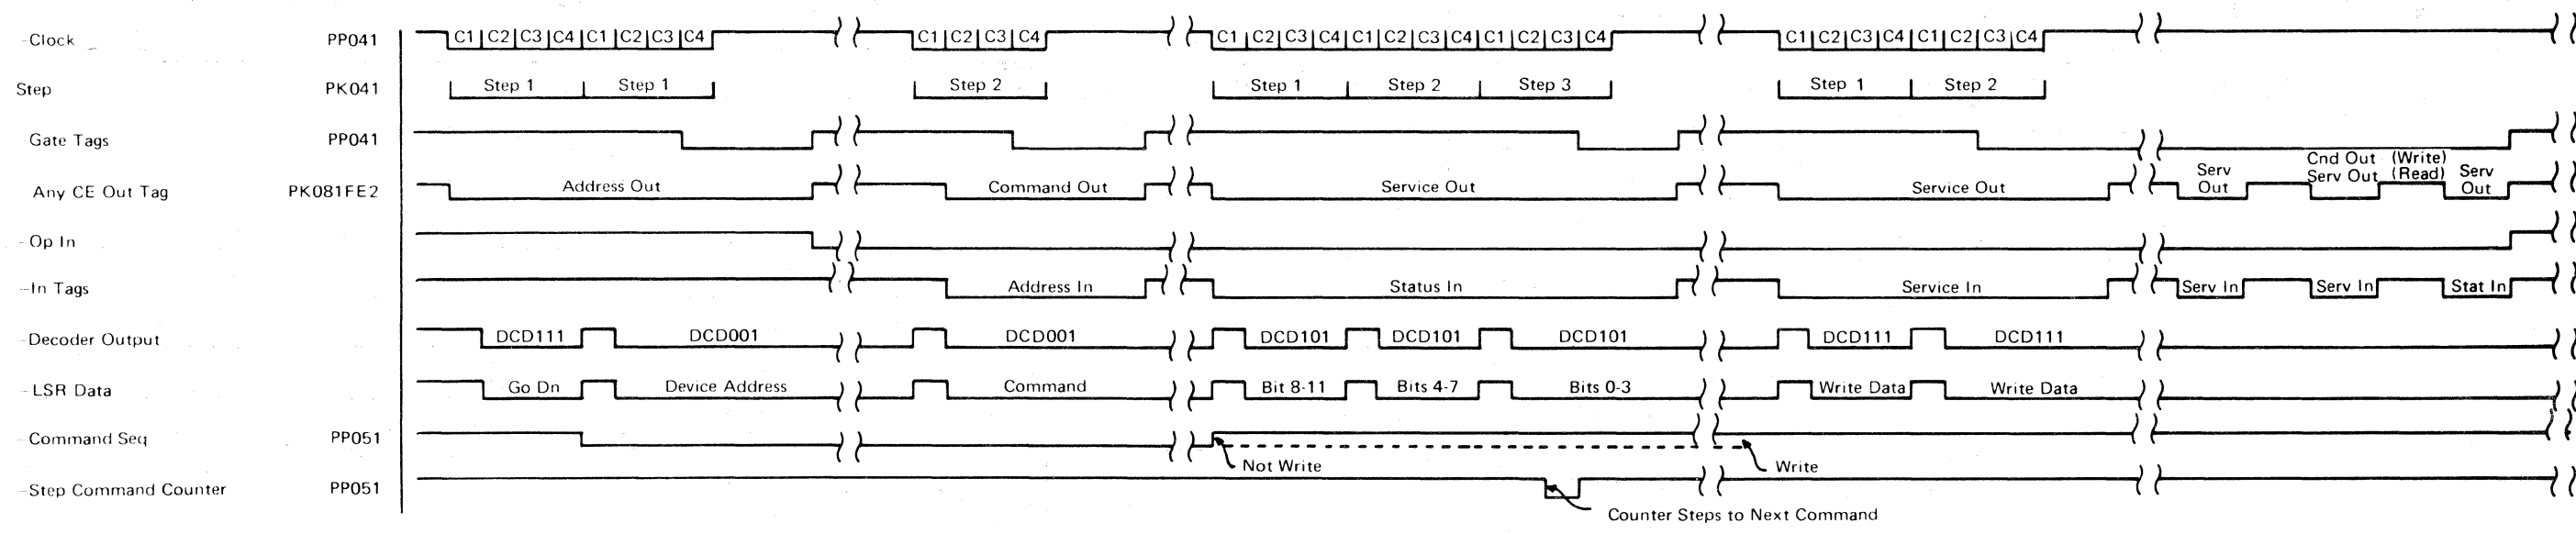 -Clock PP041 C1 C2 C3 C4 C1 C2 C3 C4 C1 C2 C3 C4 C1 C2 C3 C4 C1 C2 C3 C4 C1 C2 C3 C4 C1 C2 C3 C4 C1 C2 C3 C4
Step PK041 Step 1 Step 1 Step 2 Step 1 Step 2 Step 3 Step 1 Step 2
Gate Tags PP041
Cnd Out (Write)
Serv Out (Read)
Any CE Out Tag PK081FE2 Address Out Command Out Service Out Service Out Serv Out Serv Out
-Op In
-In Tags Address In Status In Service In Serv In Serv In Stat In
-Decoder Output DCD111 DCD001 DCD001 DCD101 DCD101 DCD101 DCD111 DCD111
-LSR Data Go Dn Device Address Command Bit 8-11 Bits 4-7 Bits 0-3 Write Data Write Data
-Command Seq PP051
Not Write Write
-Step Command Counter PP051
Counter Steps to Next Command